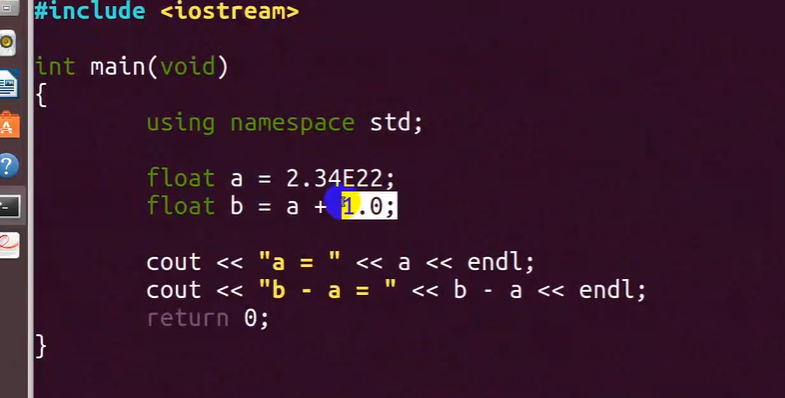 #include <iostream>
int main(void)
{
using namespace std;
float a = 2.34E22;
float b = a + 1.0;
cout << "a = " << a << endl;
cout << "b - a = " << b - a << endl;
return 0;
}